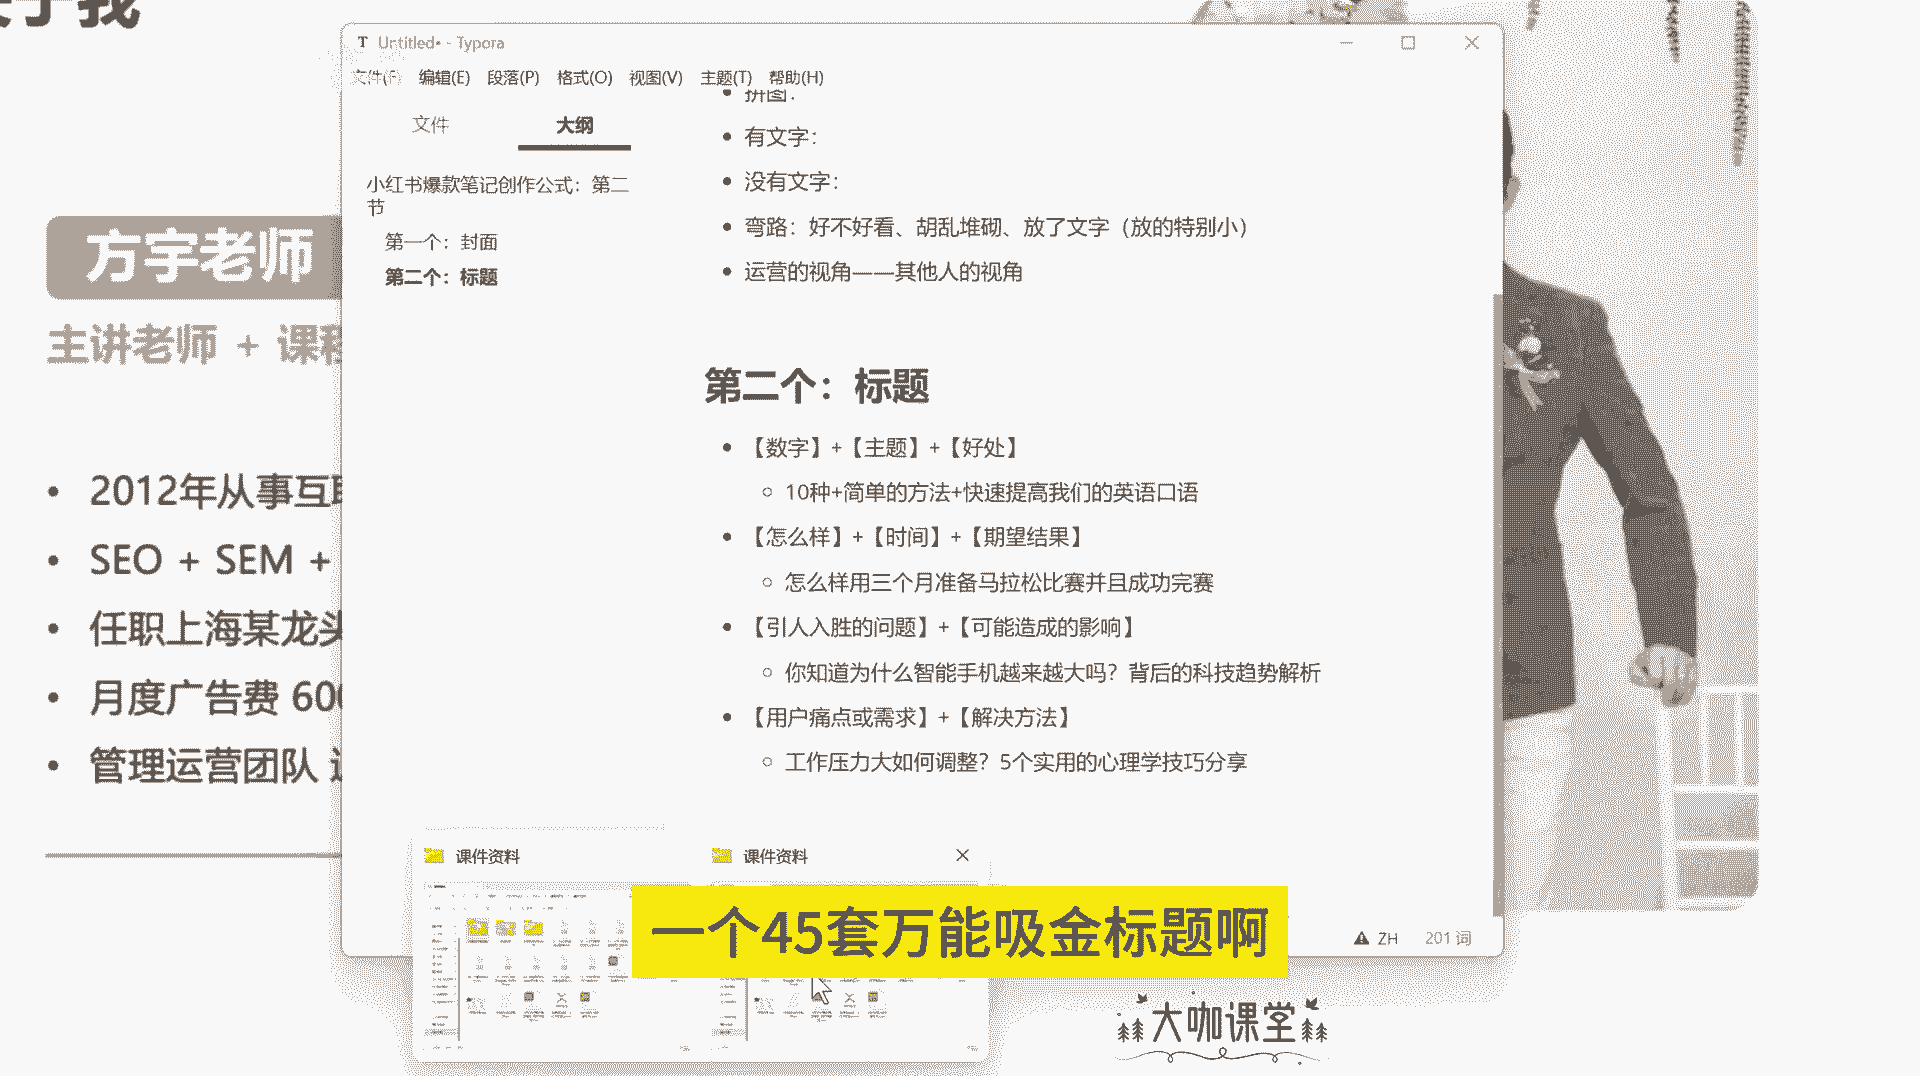 于我
Untitled• - Typora
文件(F) 编辑(E) 段落(P) 格式(O) 视图(V) 主题(T) 帮助(H)
文件 大纲
小红书爆款笔记创作公式：第二
节
第一个：封面
第二个：标题
拼图：
有文字：
没有文字：
弯路：好不好看、胡乱堆砌、放了文字（放的特别小）
运营的视角——其他人的视角
第二个：标题
【数字】+【主题】+【好处】
10种+简单的方法+快速提高我们的英语口语
【怎么样】+【时间】+【期望结果】
怎么样用三个月准备马拉松比赛并且成功完赛
【引人入胜的问题】+【可能造成的影响】
你知道为什么智能手机越来越大吗？背后的科技趋势解析
【用户痛点或需求】+【解决方法】
工作压力大如何调整？5个实用的心理学技巧分享
方宇老师
主讲老师 + 课程
2012年从事互联
SEO + SEM +
任职上海某龙头
月度广告费 600
管理运营团队
课件资料
课件资料
一个45套万能吸金标题啊
ZH 201 词
大咖课堂